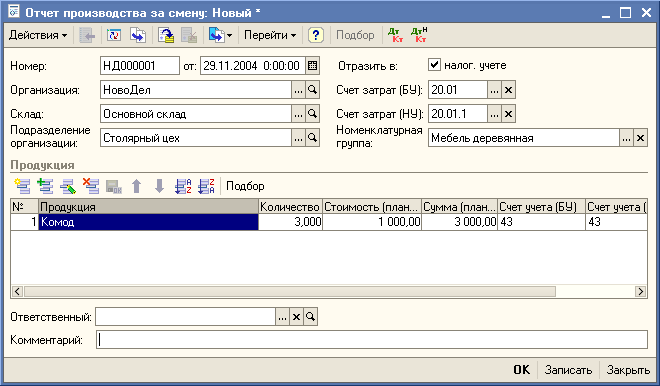 Отчет производства за смену: Новый *
Действия Перейти Подбор Дт Кт Дт Н Кт
Номер: НД000001 от: 29.11.2004 0:00:00 Отразить в: налог. учете
Организация: НовоДел Счет затрат (БУ): 20.01
Склад: Основной склад Счет затрат (НУ): 20.01.1
Подразделение организации: Столярный цех Номенклатурная группа: Мебель деревянная
Продукция
Подбор
№ Продукция Количество Стоимость (план... Сумма (план... Счет учета (БУ) Счет учета (
1 Комод 3,000 1 000,00 3 000,00 43 43
Ответственный:
Комментарий:
OK Записать Закрыть